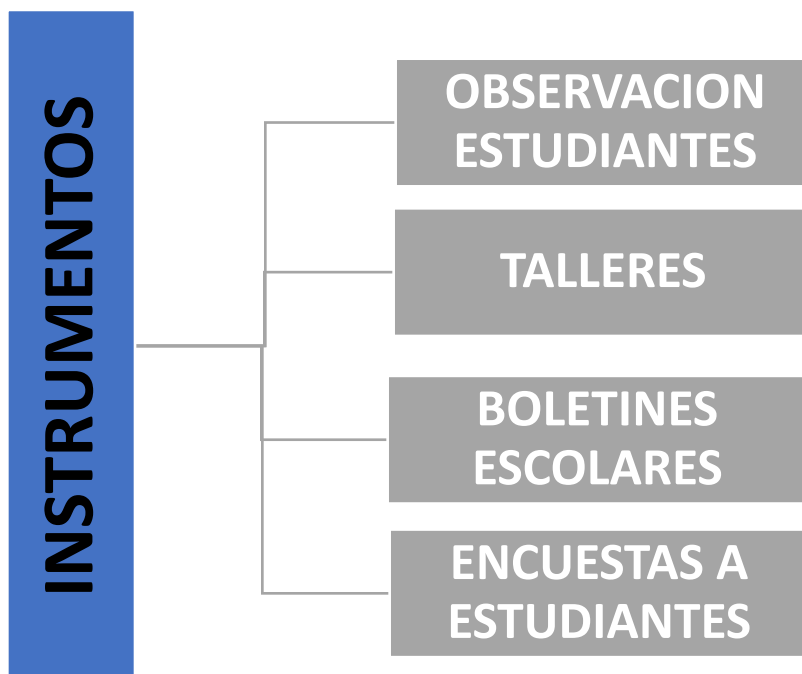 INSTRUMENTOS
OBSERVACION
ESTUDIANTES
TALLERES
BOLETINES
ESCOLARES
ENCUESTAS A
ESTUDIANTES